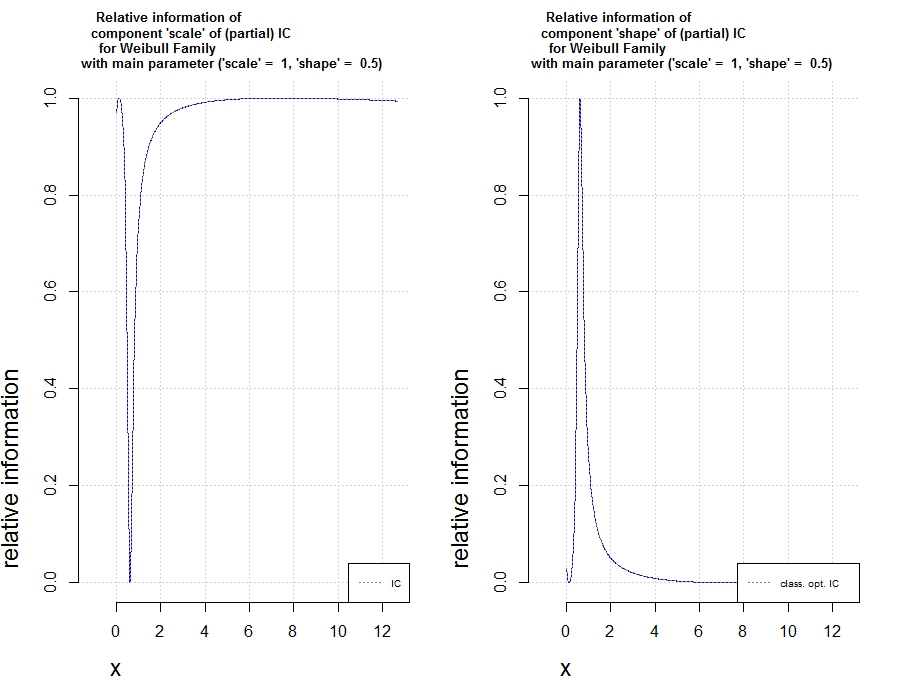 Relative information of
component 'scale' of (partial) IC
for Weibull Family
with main parameter ('scale' = 1, 'shape' = 0.5)
relative information
1.0
0.8
0.6
0.4
0.2
0.0
IC
0 2 4 6 8 10 12
x
Relative information of
component 'shape' of (partial) IC
for Weibull Family
with main parameter ('scale' = 1, 'shape' = 0.5)
relative information
1.0
0.8
0.6
0.4
0.2
0.0
class. opt. IC
0 2 4 6 8 10 12
x